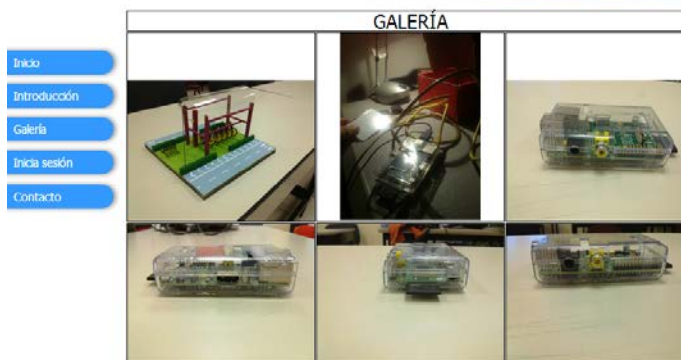 GALERÍA
Inicio
Introducción
Galería
Inicia sesión
Contacto